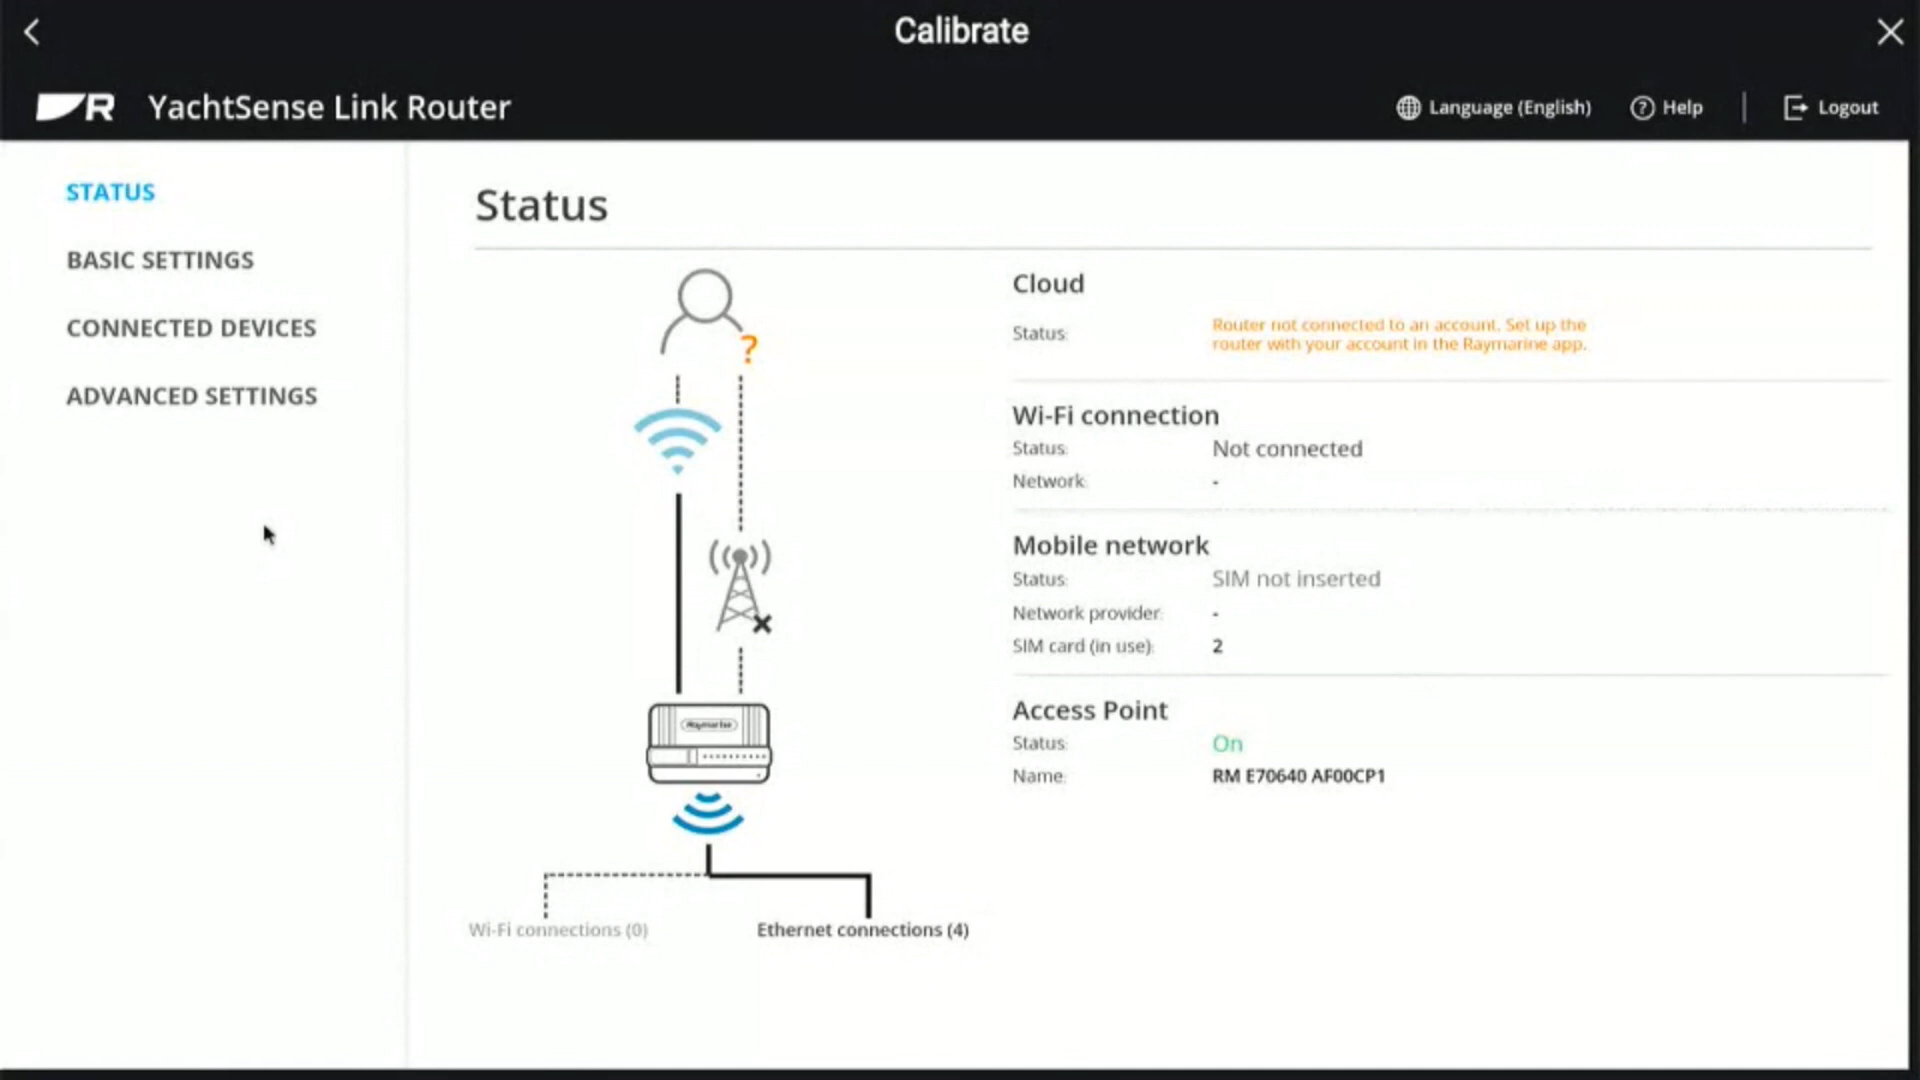 Calibrate
R YachtSense Link Router
Language (English)
Help
Logout
STATUS
BASIC SETTINGS
CONNECTED DEVICES
ADVANCED SETTINGS
Status
?
Raymarine
Wi-Fi connections (0)
Ethernet connections (4)
Cloud
Status:
Router not connected to an account. Set up the
router with your account in the Raymarine app.
Wi-Fi connection
Status: Not connected
Network: -
Mobile network
Status: SIM not inserted
Network provider: -
SIM card (in use): 2
Access Point
Status: On
Name: RM E70640 AF00CP1